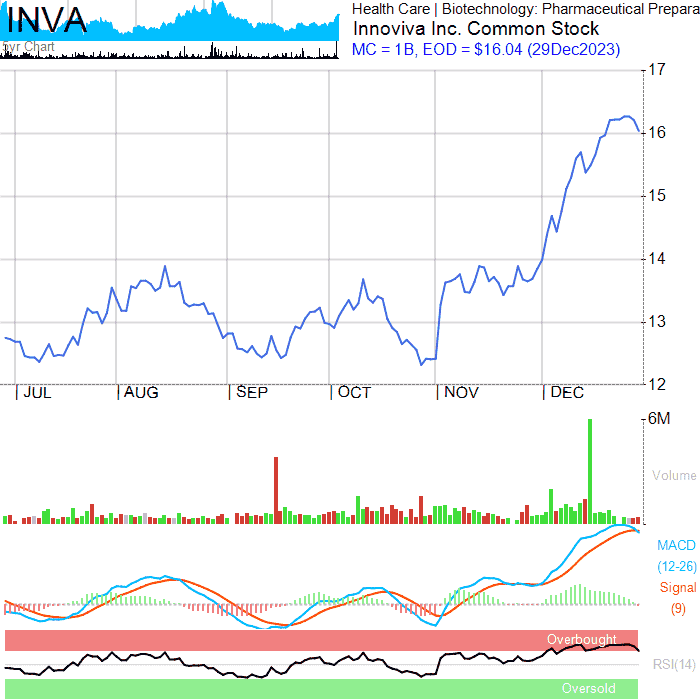 INVA
5yr Chart
Health Care | Biotechnology: Pharmaceutical Prepara
Innoviva Inc. Common Stock
MC = 1B, EOD = $16.04 (29Dec2023)
17
16
15
14
13
12
JUL AUG SEP OCT NOV DEC
6M
Volume
MACD
(12-26)
Signal
(9)
Overbought
RSI(14)
Oversold